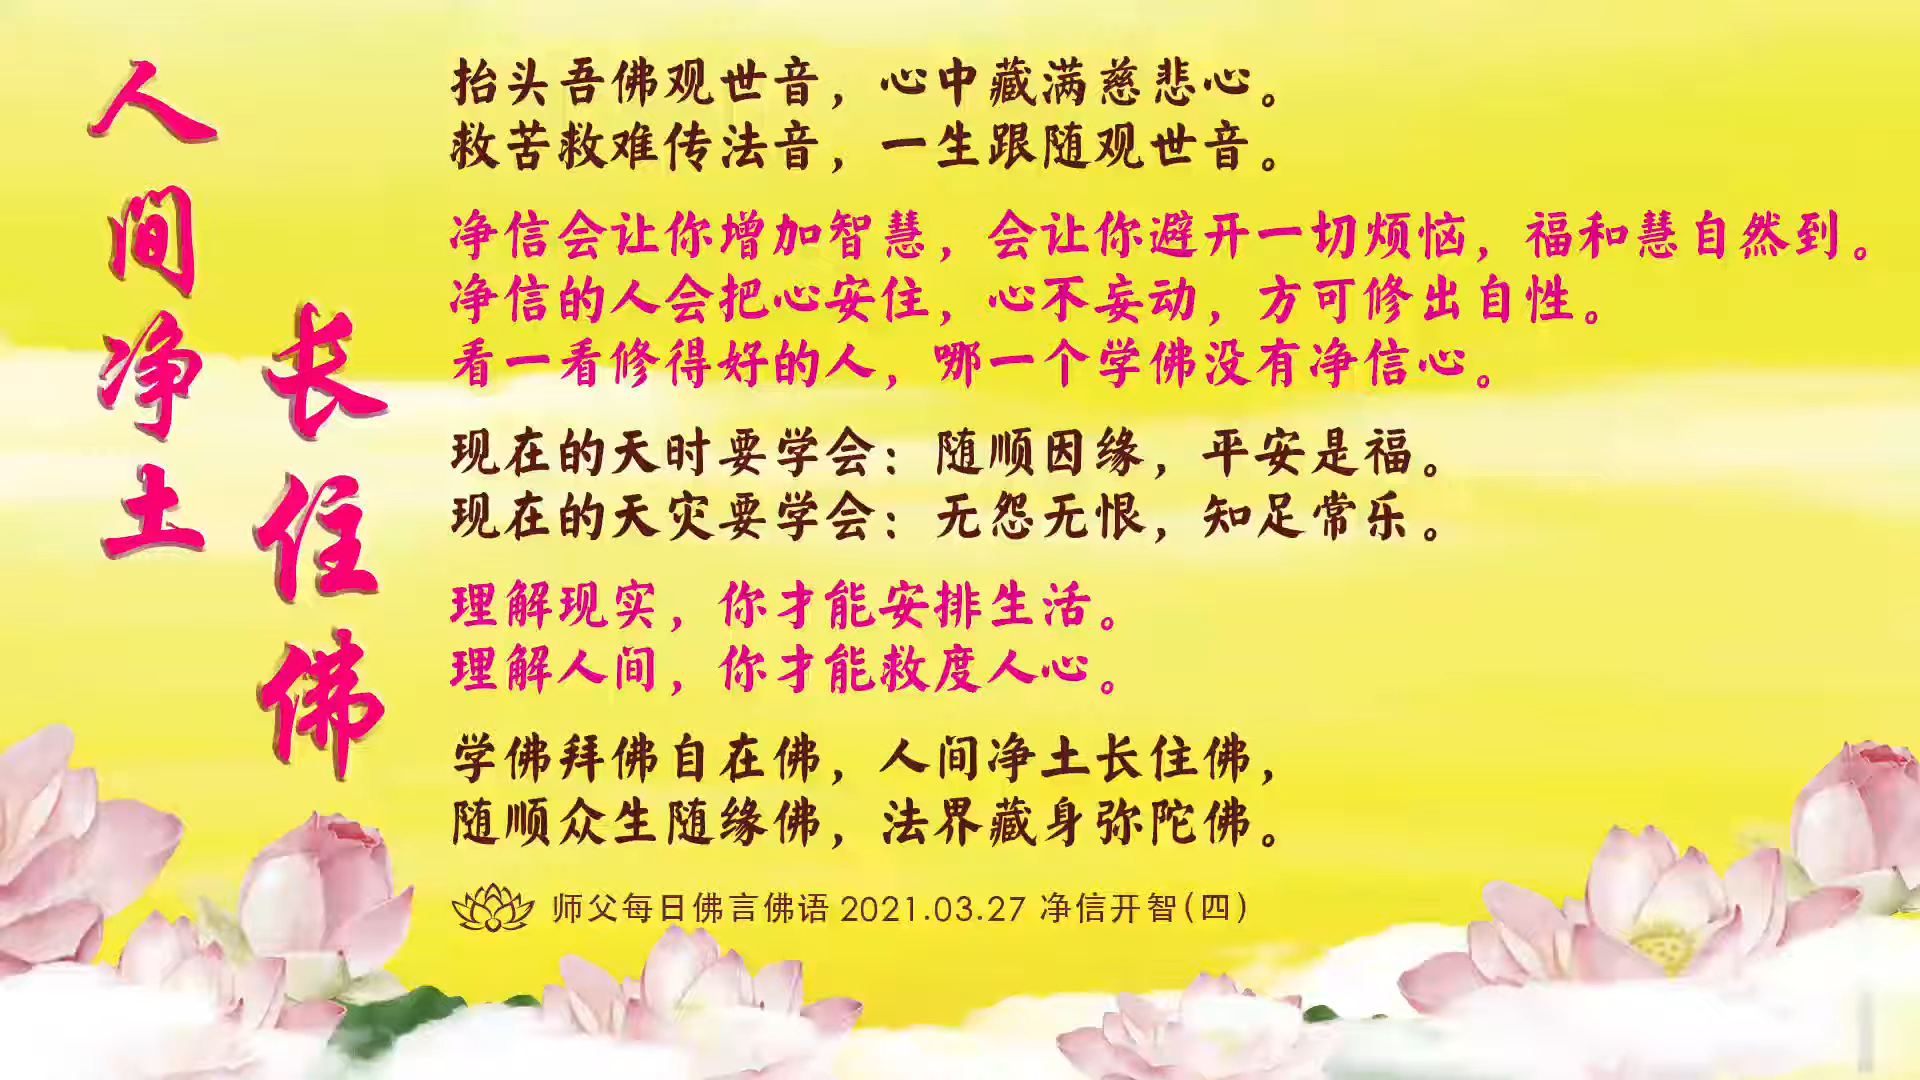 人间净土
长住佛
抬头吾佛观世音，心中藏满慈悲心。
救苦救难传法音，一生跟随观世音。
净信会让你增加智慧，会让你避开一切烦恼，福和慧自然到。
净信的人会把心安住，心不妄动，方可修出自性。
看一看修得好的人，哪一个学佛没有净信心。
现在的天时要学会：随顺因缘，平安是福。
现在的天灾要学会：无怨无恨，知足常乐。
理解现实，你才能安排生活。
理解人间，你才能救度人心。
学佛拜佛自在佛，人间净土长住佛，
随顺众生随缘佛，法界藏身弥陀佛。
师父每日佛言佛语 2021.03.27 净信开智（四）